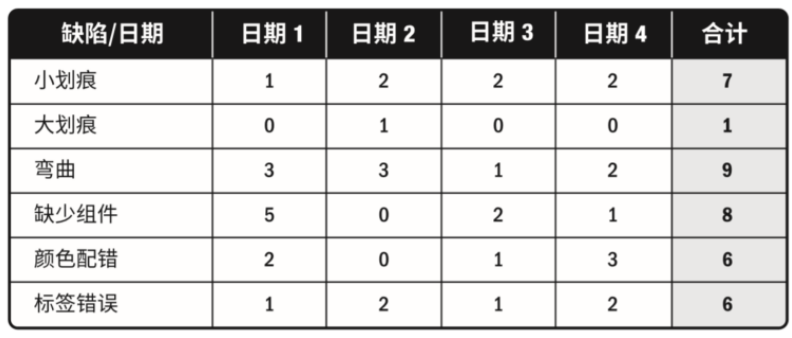 缺陷/日期 日期 1 日期 2 日期 3 日期 4 合计
小划痕 1 2 2 2 7
大划痕 0 1 0 0 1
弯曲 3 3 1 2 9
缺少组件 5 0 2 1 8
颜色配错 2 0 1 3 6
标签错误 1 2 1 2 6